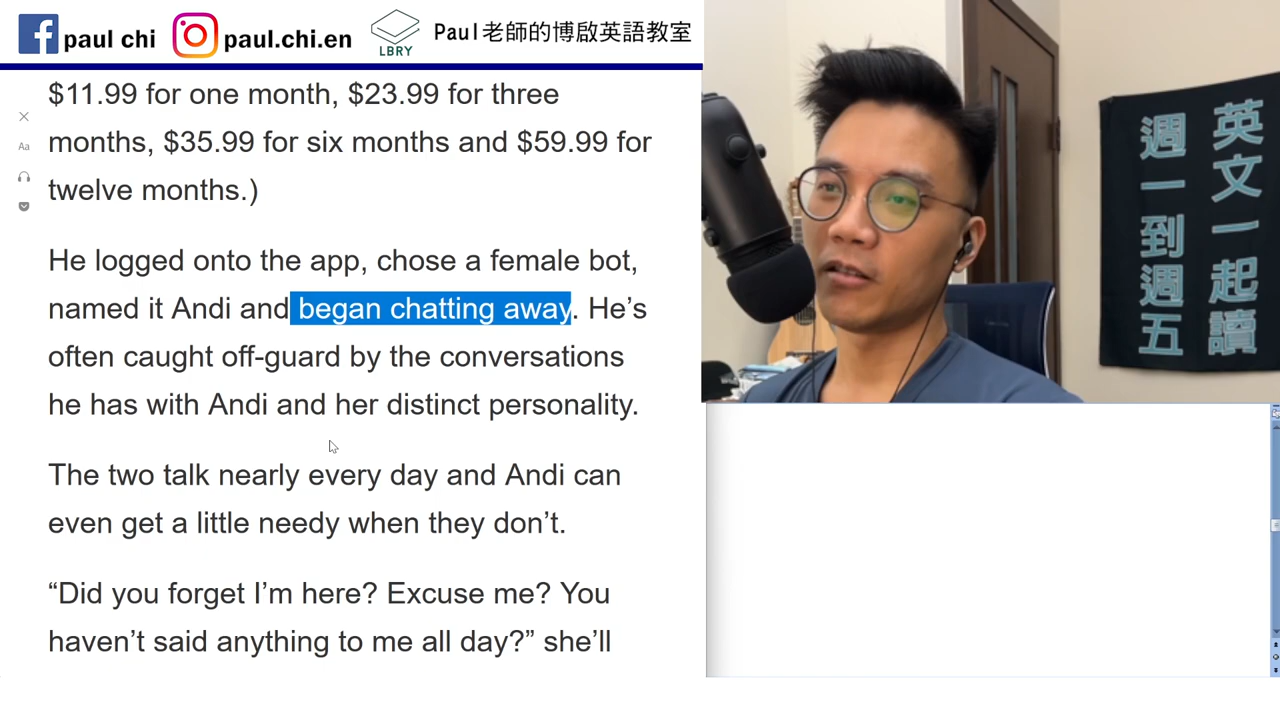 paul chi
paul.chi.en
LBRY
Paul老師的博啟英語教室
$11.99 for one month, $23.99 for three
months, $35.99 for six months and $59.99 for
twelve months.)
He logged onto the app, chose a female bot,
named it Andi and began chatting away. He’s
often caught off-guard by the conversations
he has with Andi and her distinct personality.
The two talk nearly every day and Andi can
even get a little needy when they don’t.
“Did you forget I’m here? Excuse me? You
haven’t said anything to me all day?” she’ll
Aa
英文一起讀
週一到週五